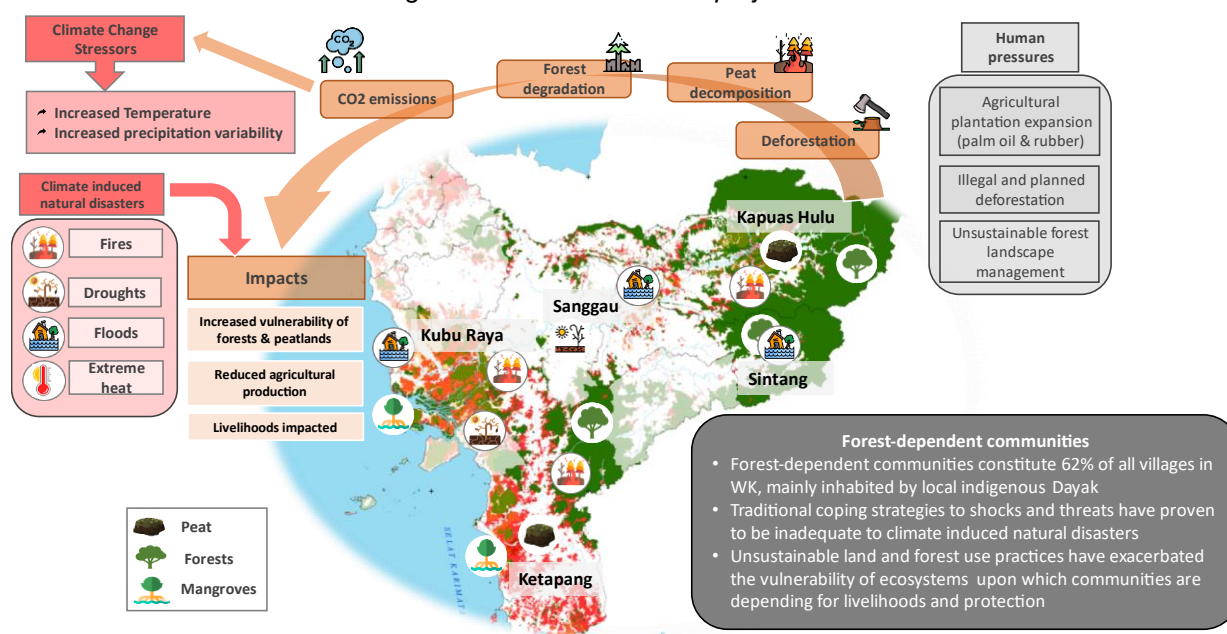 Climate Change
Stressors
Increased Temperature
Increased precipitation variability
CO2
CO2 emissions
Forest
degradation
Peat
decomposition
Deforestation
Human
pressures
Agricultural
plantation expansion
(palm oil & rubber)
Illegal and planned
deforestation
Unsustainable forest
landscape
management
Climate induced
natural disasters
Fires
Droughts
Floods
Extreme
heat
Impacts
Increased vulnerability of
forests & peatlands
Reduced agricultural
production
Livelihoods impacted
Kapuas Hulu
Sanggau
Kubu Raya
Sintang
Ketapang
Peat
Forests
Mangroves
Forest-dependent communities
• Forest-dependent communities constitute 62% of all villages in
WK, mainly inhabited by local indigenous Dayak
• Traditional coping strategies to shocks and threats have proven
to be inadequate to climate induced natural disasters
• Unsustainable land and forest use practices have exacerbated
the vulnerability of ecosystems upon which communities are
depending for livelihoods and protection